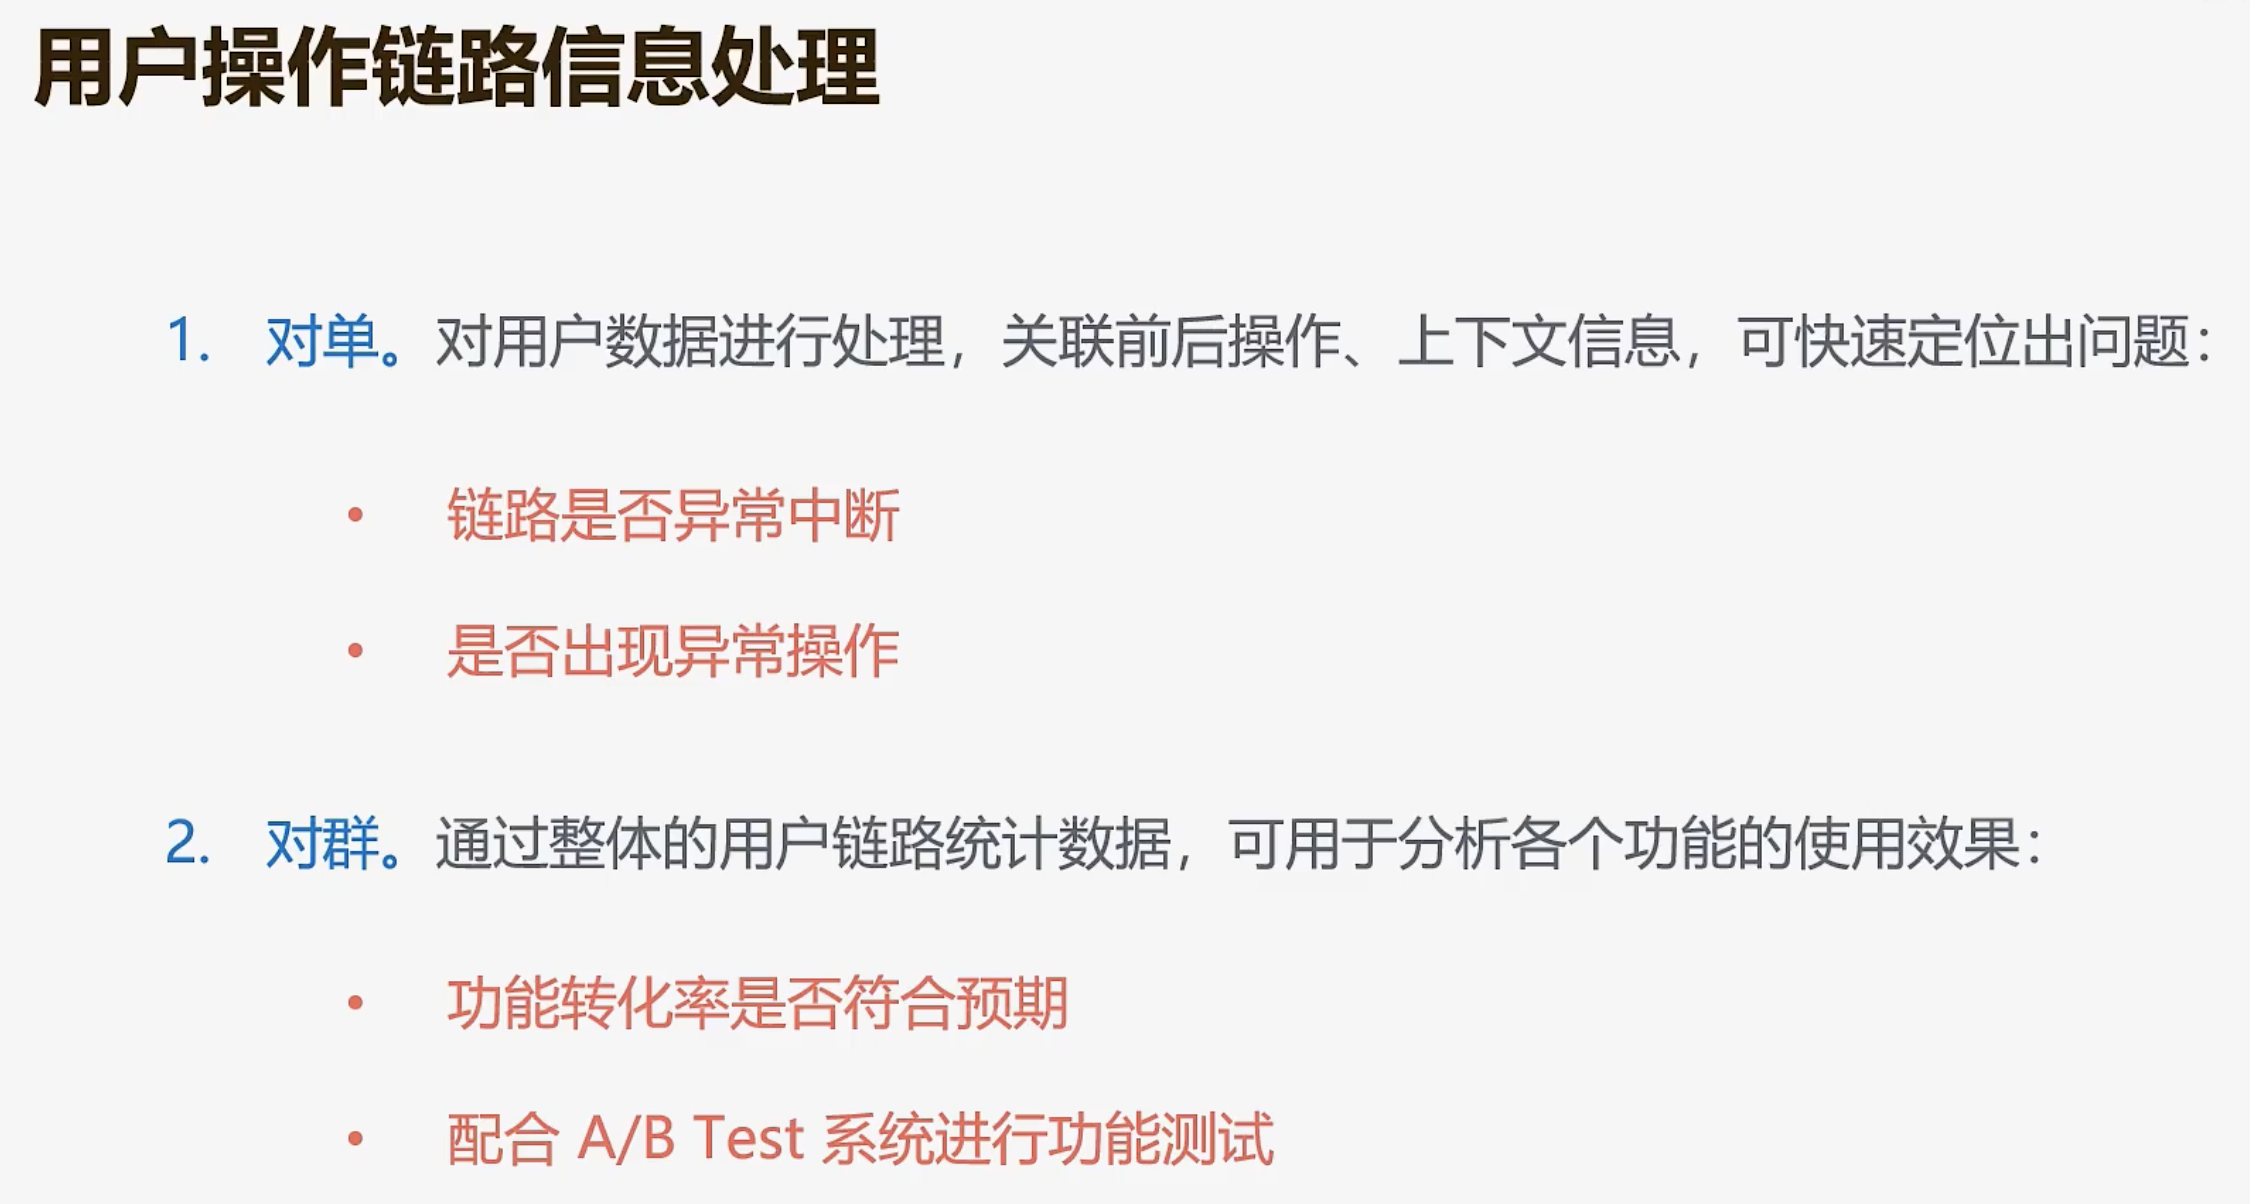 用户操作链路信息处理
1. 对单。对用户数据进行处理，关联前后操作、上下文信息，可快速定位出问题：
• 链路是否异常中断
• 是否出现异常操作
2. 对群。通过整体的用户链路统计数据，可用于分析各个功能的使用效果：
• 功能转化率是否符合预期
• 配合 A/B Test 系统进行功能测试